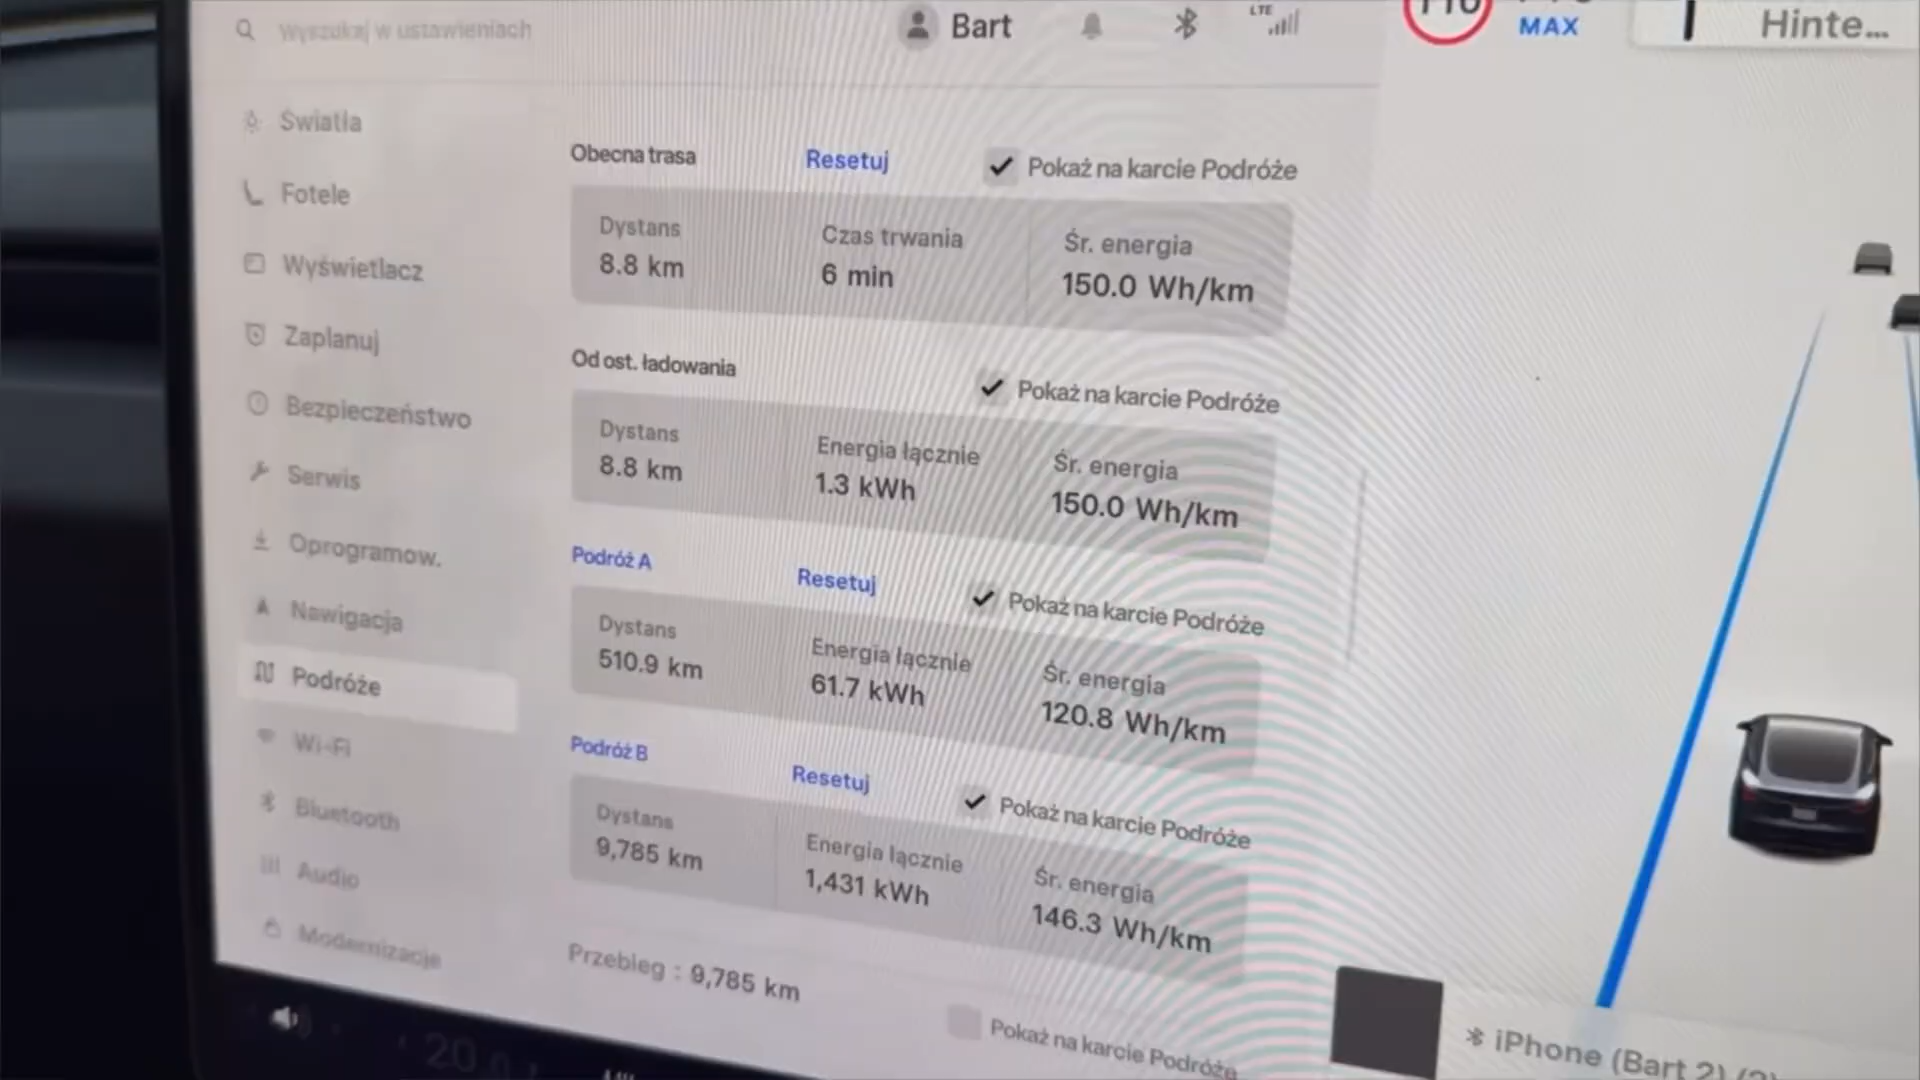 Wyszukaj w ustawieniach
Bart
LTE
MAX
Hinte...
Światła
Fotele
Wyświetlacz
Zaplanuj
Bezpieczeństwo
Serwis
Oprogramow.
Nawigacja
Podróże
Wi-Fi
Bluetooth
Audio
Modernizacje
Obecna trasa
Resetuj
Pokaż na karcie Podróże
Dystans
8.8 km
Czas trwania
6 min
Śr. energia
150.0 Wh/km
Od ost. ładowania
Pokaż na karcie Podróże
Dystans
8.8 km
Energia łącznie
1.3 kWh
Śr. energia
150.0 Wh/km
Podróż A
Resetuj
Pokaż na karcie Podróże
Dystans
510.9 km
Energia łącznie
61.7 kWh
Śr. energia
120.8 Wh/km
Podróż B
Resetuj
Pokaż na karcie Podróże
Dystans
9,785 km
Energia łącznie
1,431 kWh
Śr. energia
146.3 Wh/km
Przebieg : 9,785 km
Pokaż na karcie Podróże
iPhone (Bart 2)